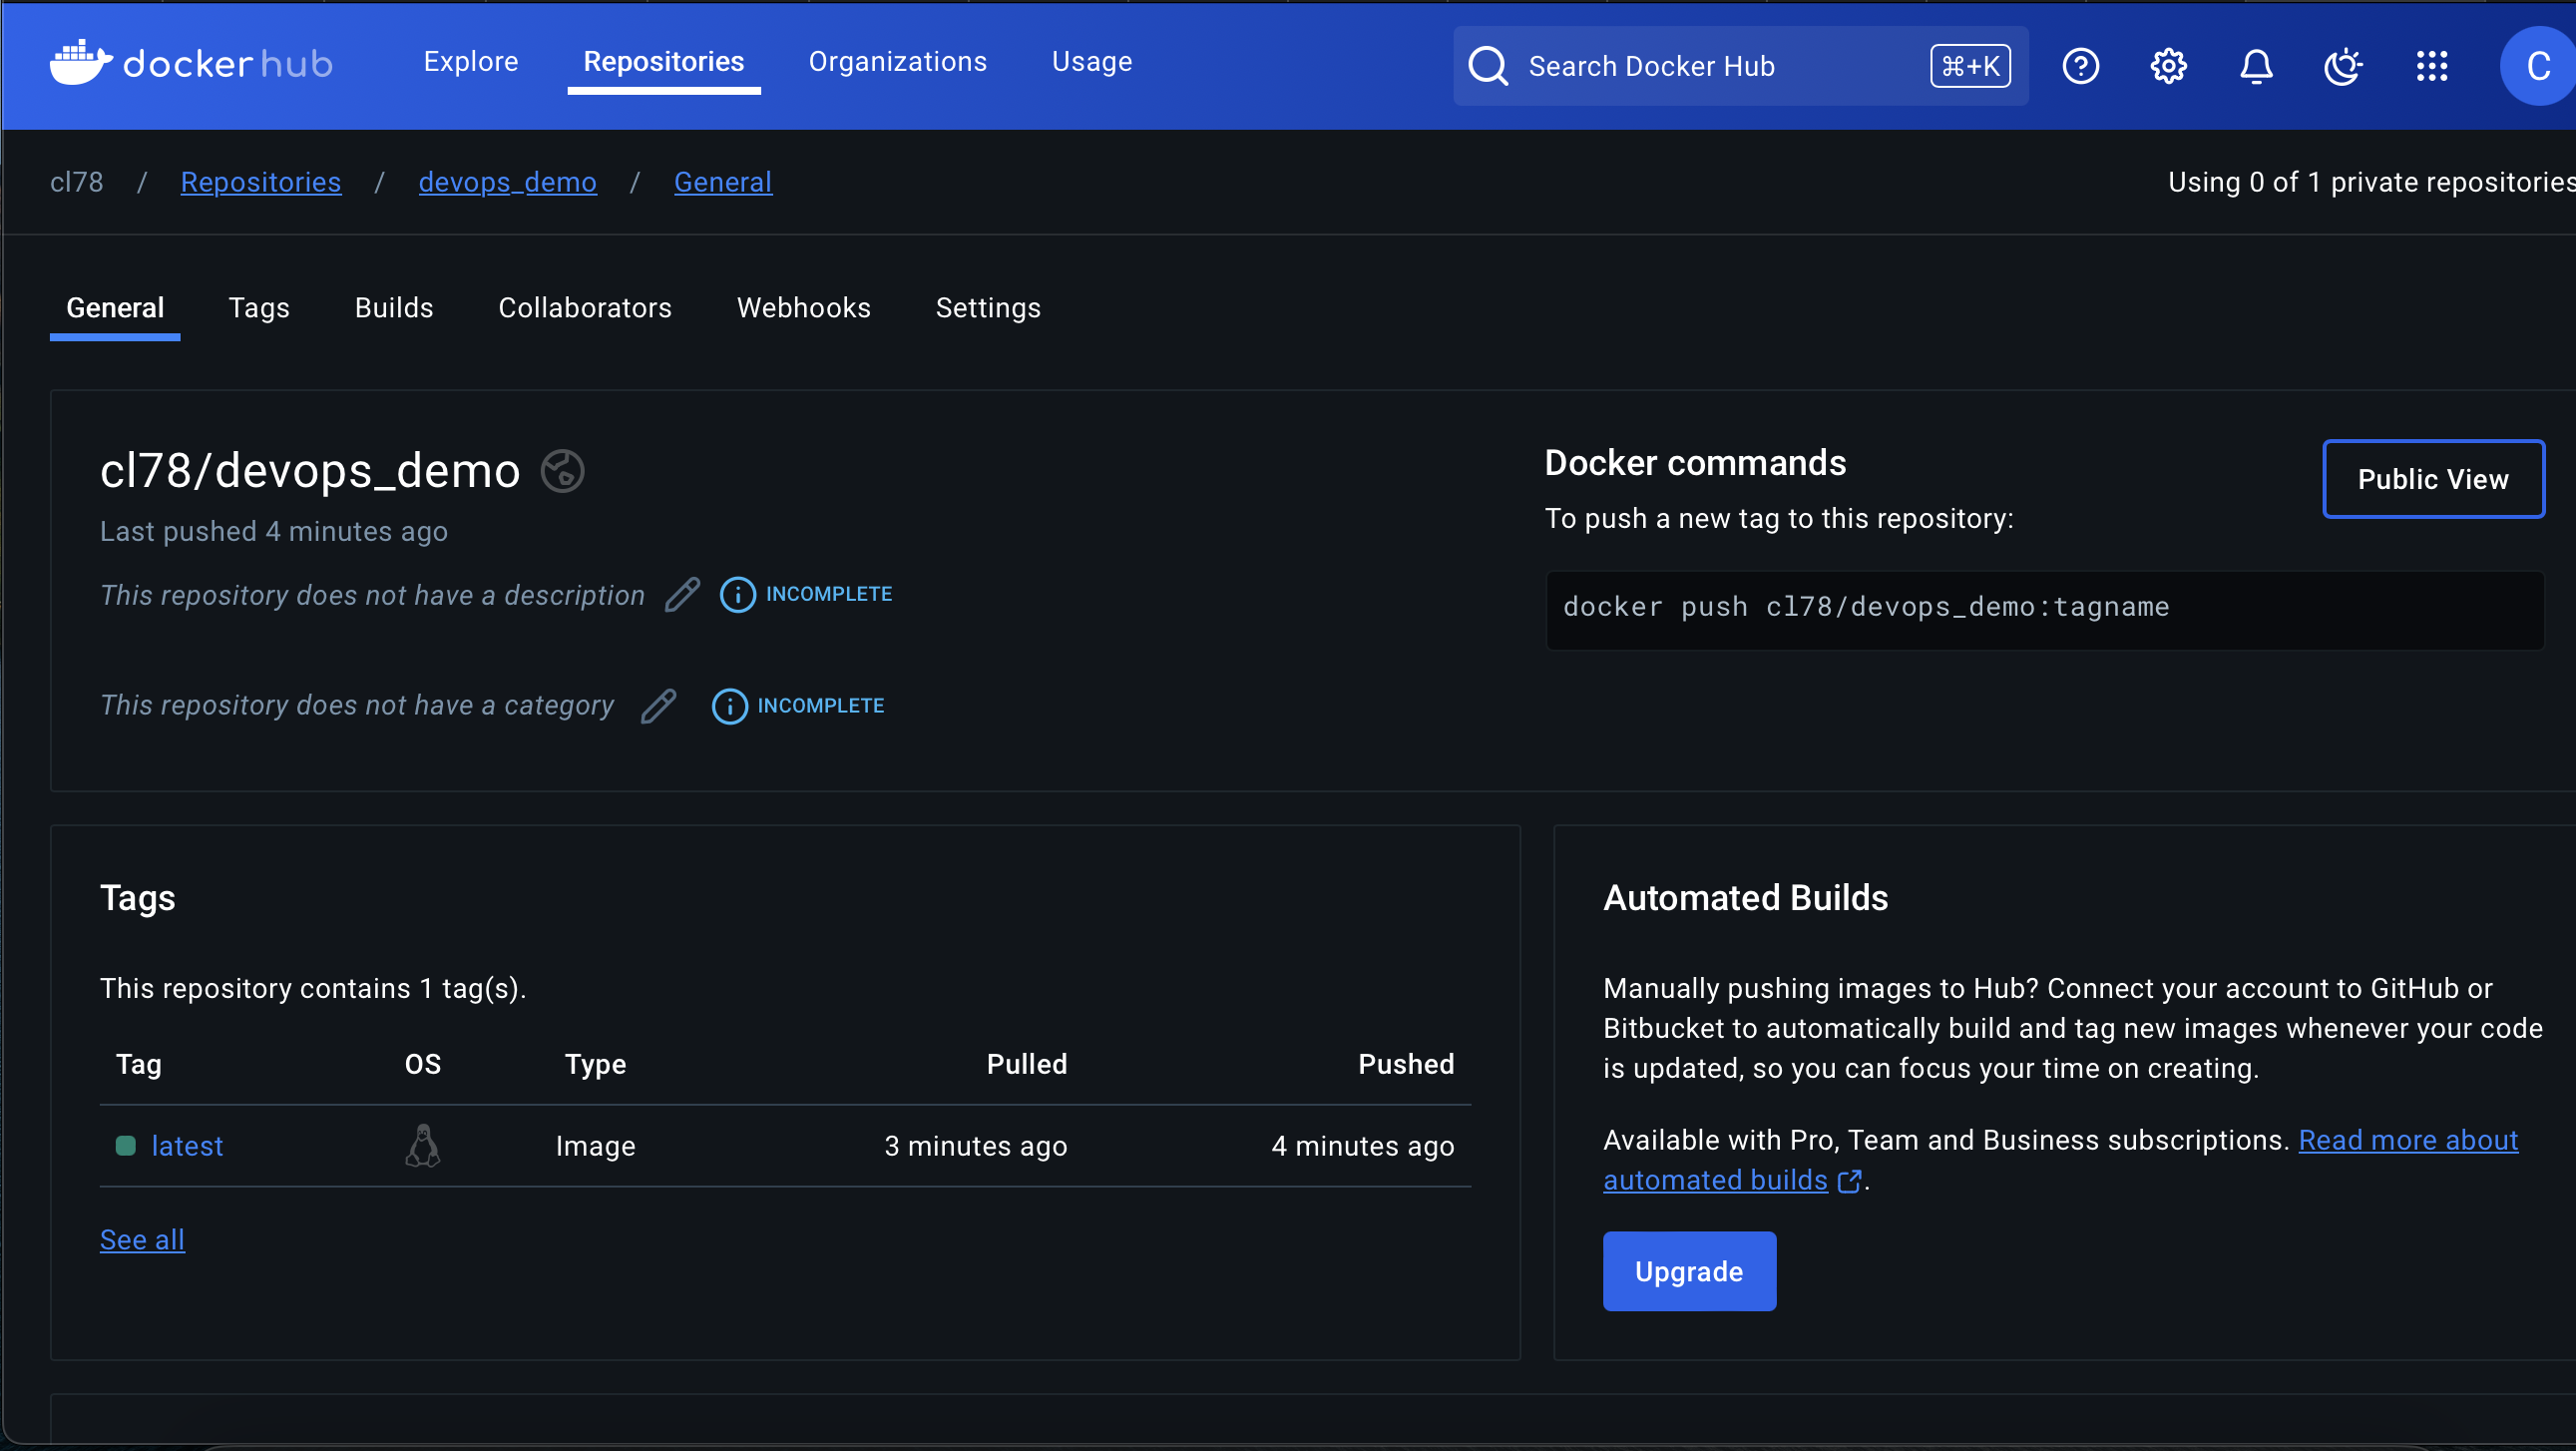 dockerhub
Explore
Repositories
Organizations
Usage
Search Docker Hub
⌘+K
C
cl78 / Repositories / devops_demo / General
Using 0 of 1 private repositories
General
Tags
Builds
Collaborators
Webhooks
Settings
cl78/devops_demo
Last pushed 4 minutes ago
This repository does not have a description
INCOMPLETE
This repository does not have a category
INCOMPLETE
Docker commands
To push a new tag to this repository:
Public View
docker push cl78/devops_demo:tagname
Tags
This repository contains 1 tag(s).
Tag OS Type Pulled Pushed
latest Image 3 minutes ago 4 minutes ago
See all
Automated Builds
Manually pushing images to Hub? Connect your account to GitHub or
Bitbucket to automatically build and tag new images whenever your code
is updated, so you can focus your time on creating.
Available with Pro, Team and Business subscriptions. Read more about
automated builds.
Upgrade